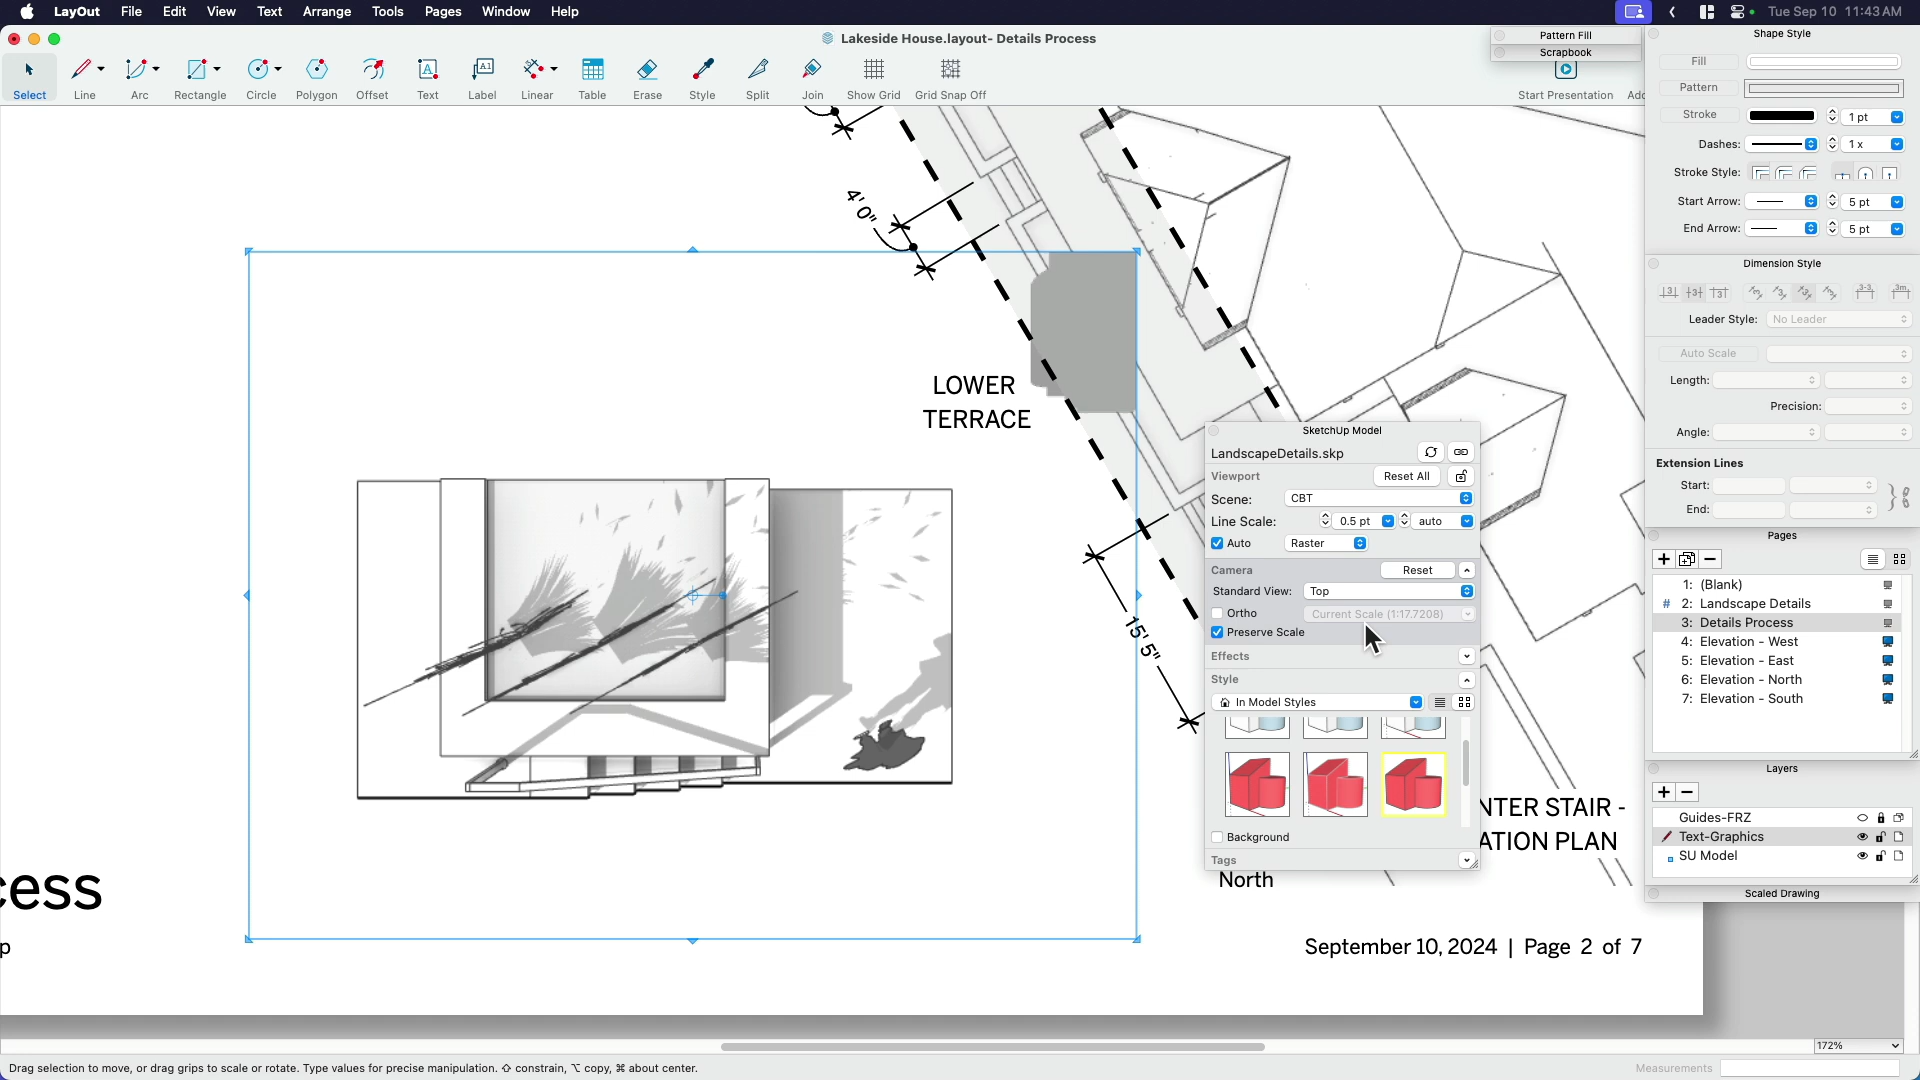 LayOut File Edit View Text Arrange Tools Pages Window Help
Tue Sep 10 11:43 AM
Lakeside House.layout- Details Process
Select Line Arc Rectangle Circle Polygon Offset Text Label Linear Table Erase Style Split Join Show Grid Grid Snap Off
Start Presentation
Pattern Fill
Scrapbook
Shape Style
Fill
Pattern
Stroke 1 pt
Dashes: 1 x
Stroke Style:
Start Arrow: 5 pt
End Arrow: 5 pt
Dimension Style
Leader Style: No Leader
Auto Scale
Length:
Precision:
Angle:
Extension Lines
Start:
End:
Pages
1: (Blank)
# 2: Landscape Details
3: Details Process
4: Elevation - West
5: Elevation - East
6: Elevation - North
7: Elevation - South
Layers
Guides-FRZ
Text-Graphics
SU Model
Scaled Drawing
4' 0"
LOWER
TERRACE
15' 5"
SketchUp Model
LandscapeDetails.skp
Viewport Reset All
Scene: CBT
Line Scale: 0.5 pt auto
Auto Raster
Camera Reset
Standard View: Top
Ortho Current Scale (1:17.7208)
Preserve Scale
Effects
Style
In Model Styles
Background
Tags
NTER STAIR -
ATION PLAN
North
cess
p
September 10, 2024 | Page 2 of 7
172%
Drag selection to move, or drag grips to scale or rotate. Type values for precise manipulation. ⇧ constrain, ⌥ copy, ⌘ about center.
Measurements